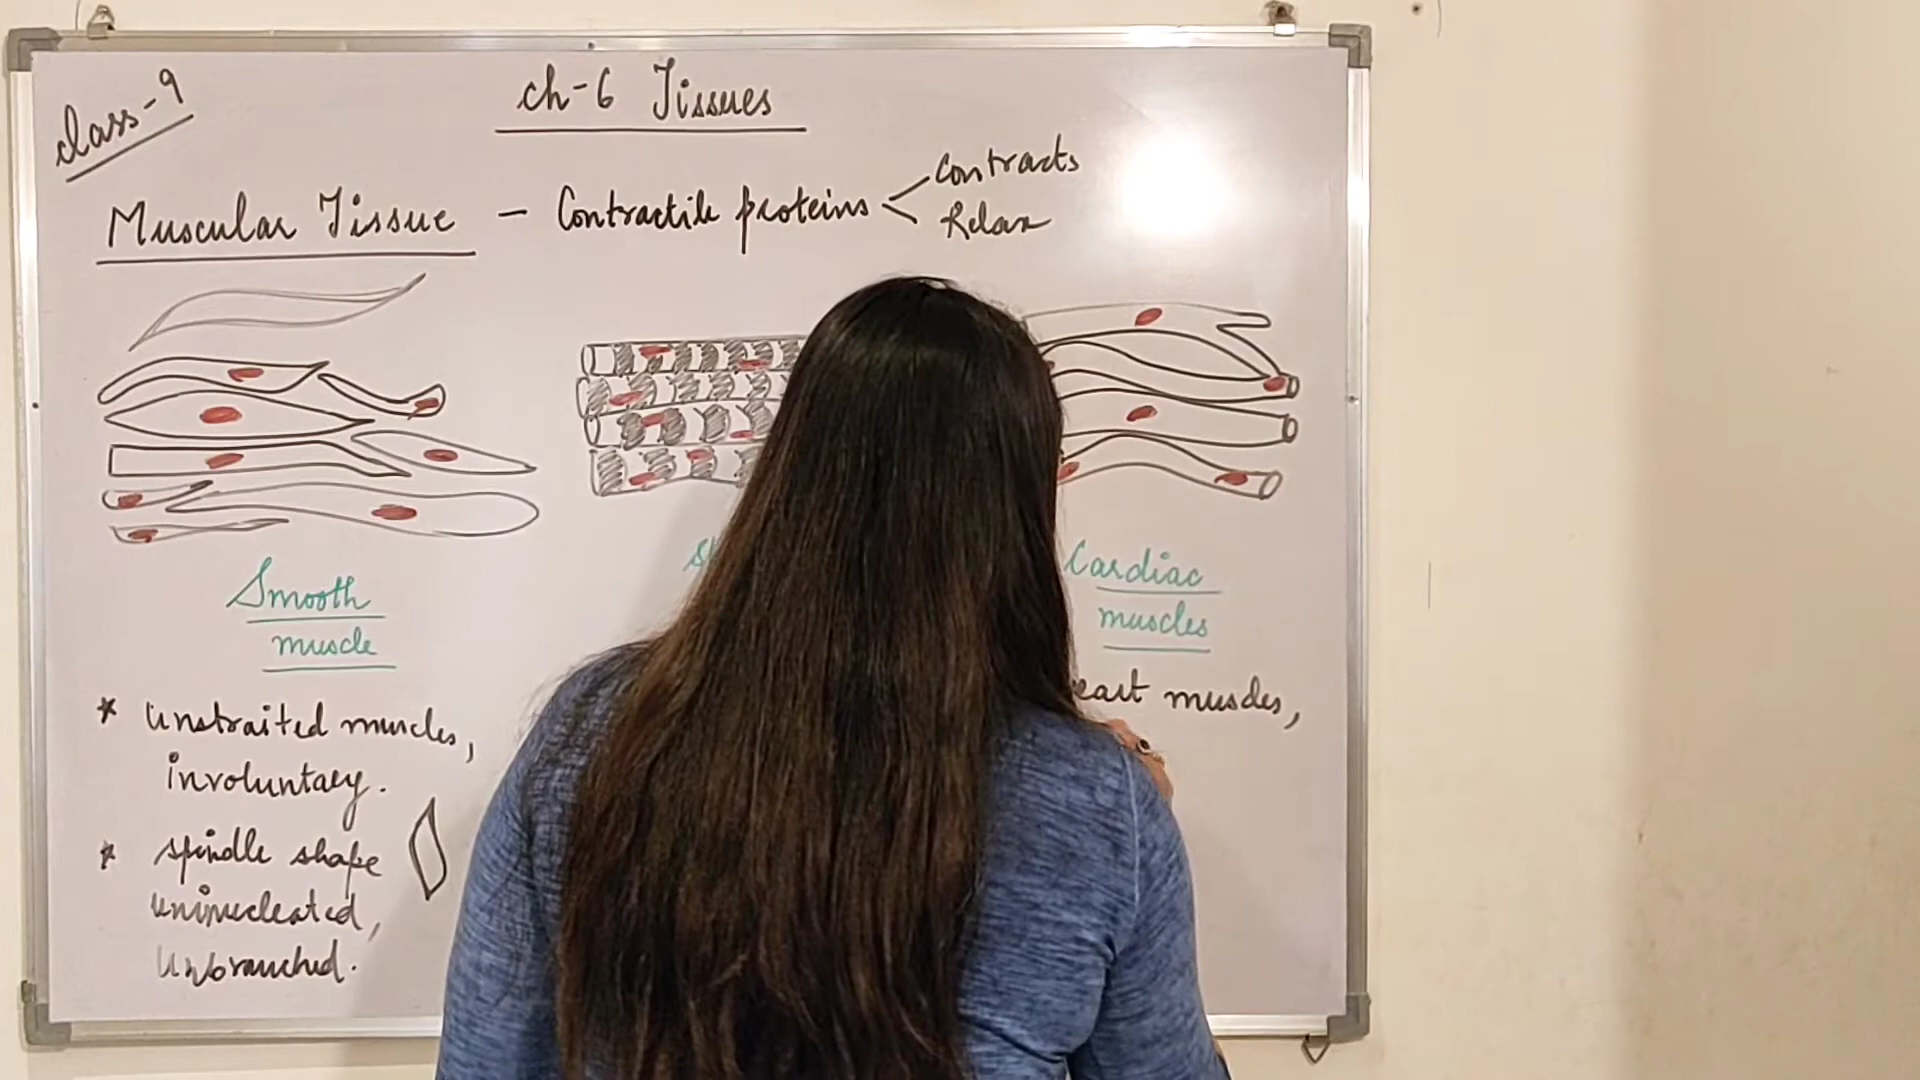 class-9
ch-6 Tissues
Muscular Tissue - Contractile proteins
Contracts
Relax
Smooth
muscle
Cardiac
muscles
eart muscles,
* Unstraited muscles,
involuntary.
* spindle shape
uninucleated,
Unbranched.